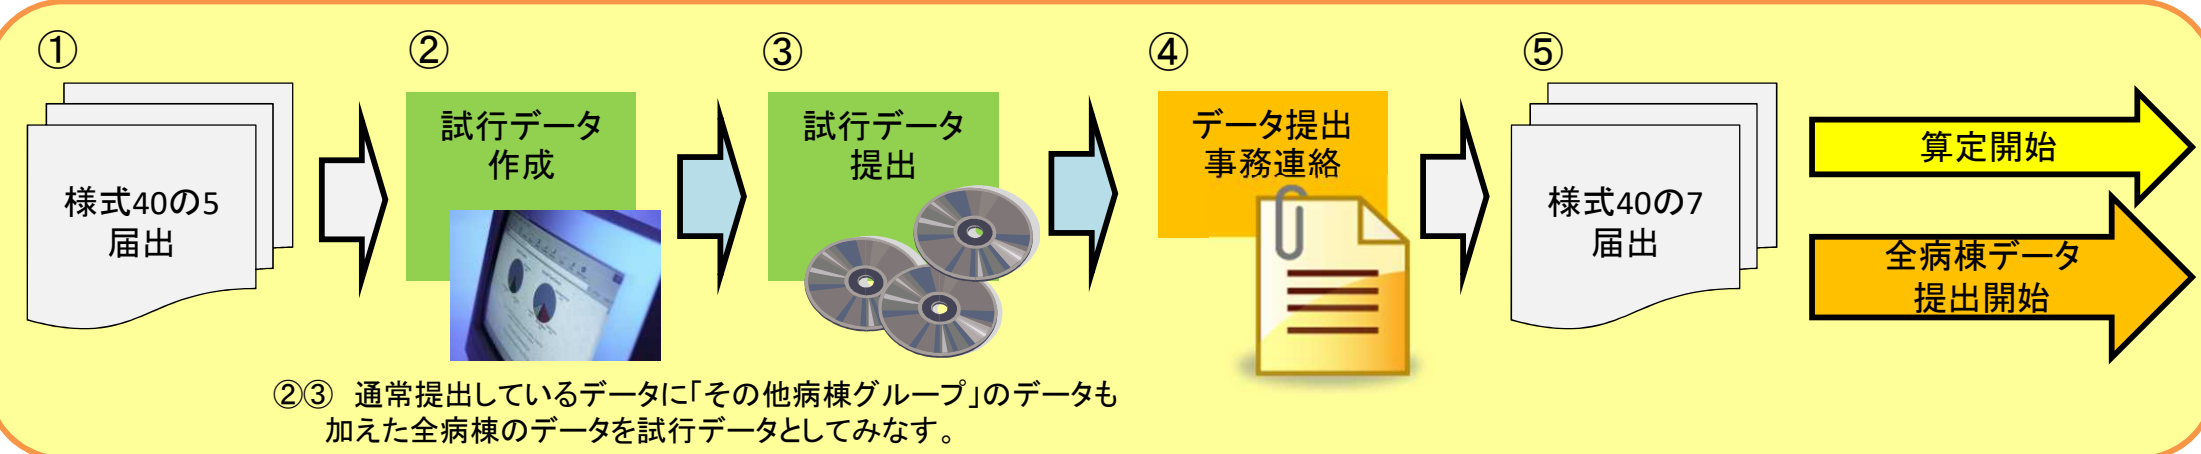 ①
様式40の5
届出
②
試行データ
作成
③
試行データ
提出
④
データ提出
事務連絡
⑤
様式40の7
届出
算定開始
全病棟データ
提出開始
②③　通常提出しているデータに「その他病棟グループ」のデータも
加えた全病棟のデータを試行データとしてみなす。